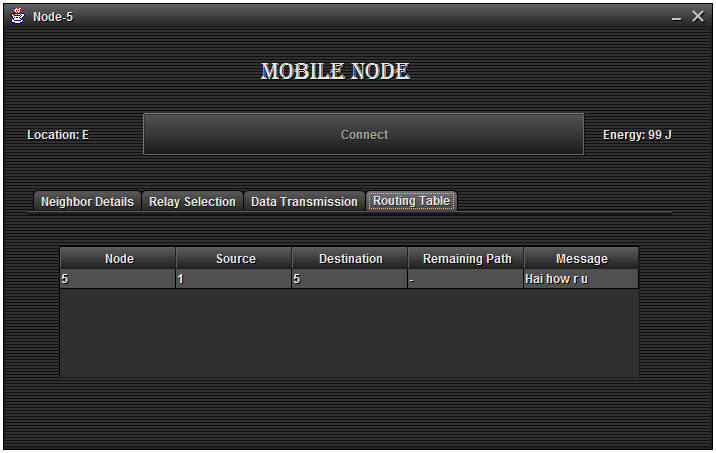 Node-5
MOBILE NODE
Location: E Connect Energy: 99 J
Neighbor Details Relay Selection Data Transmission Routing Table
Node Source Destination Remaining Path Message
5 1 5 - Hai how r u